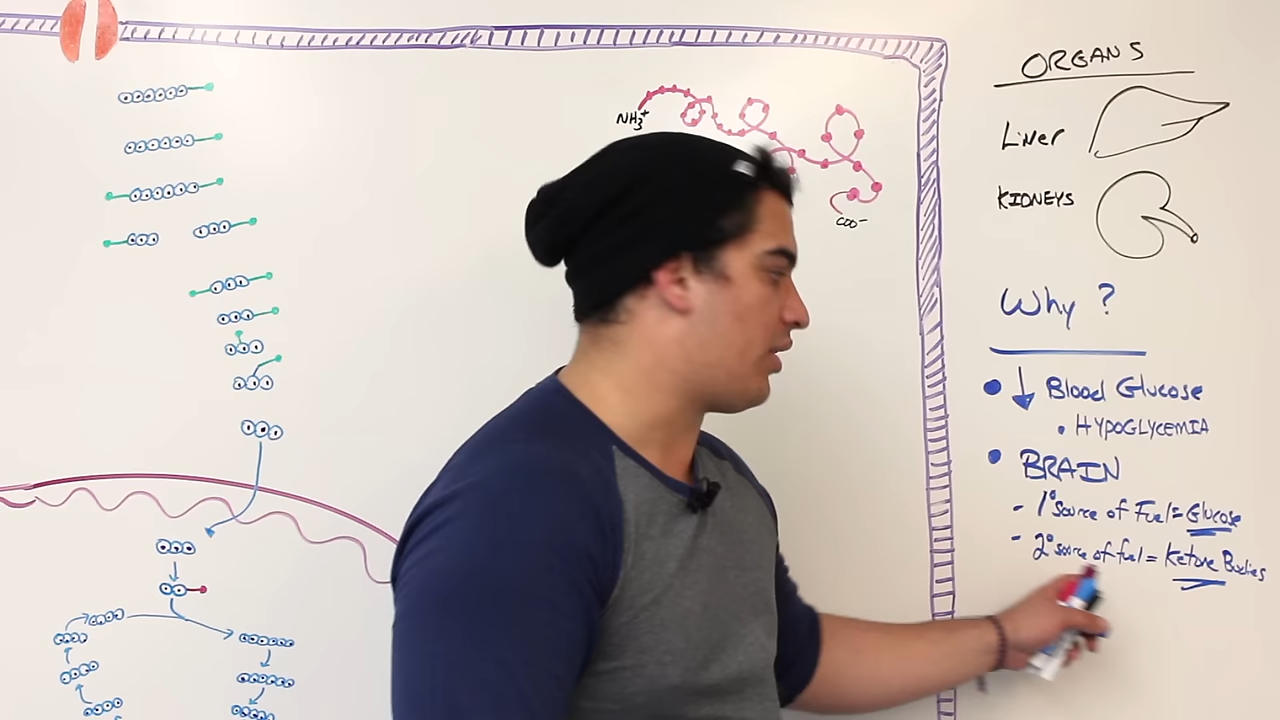 NH3+
COO-
ORGANS
Liver
KIDNEYS
Why ?
• ↓ Blood Glucose
• HYPOGLYCEMIA
• BRAIN
- 1° source of Fuel = Glucose
- 2° source of fuel = Ketone Bodies